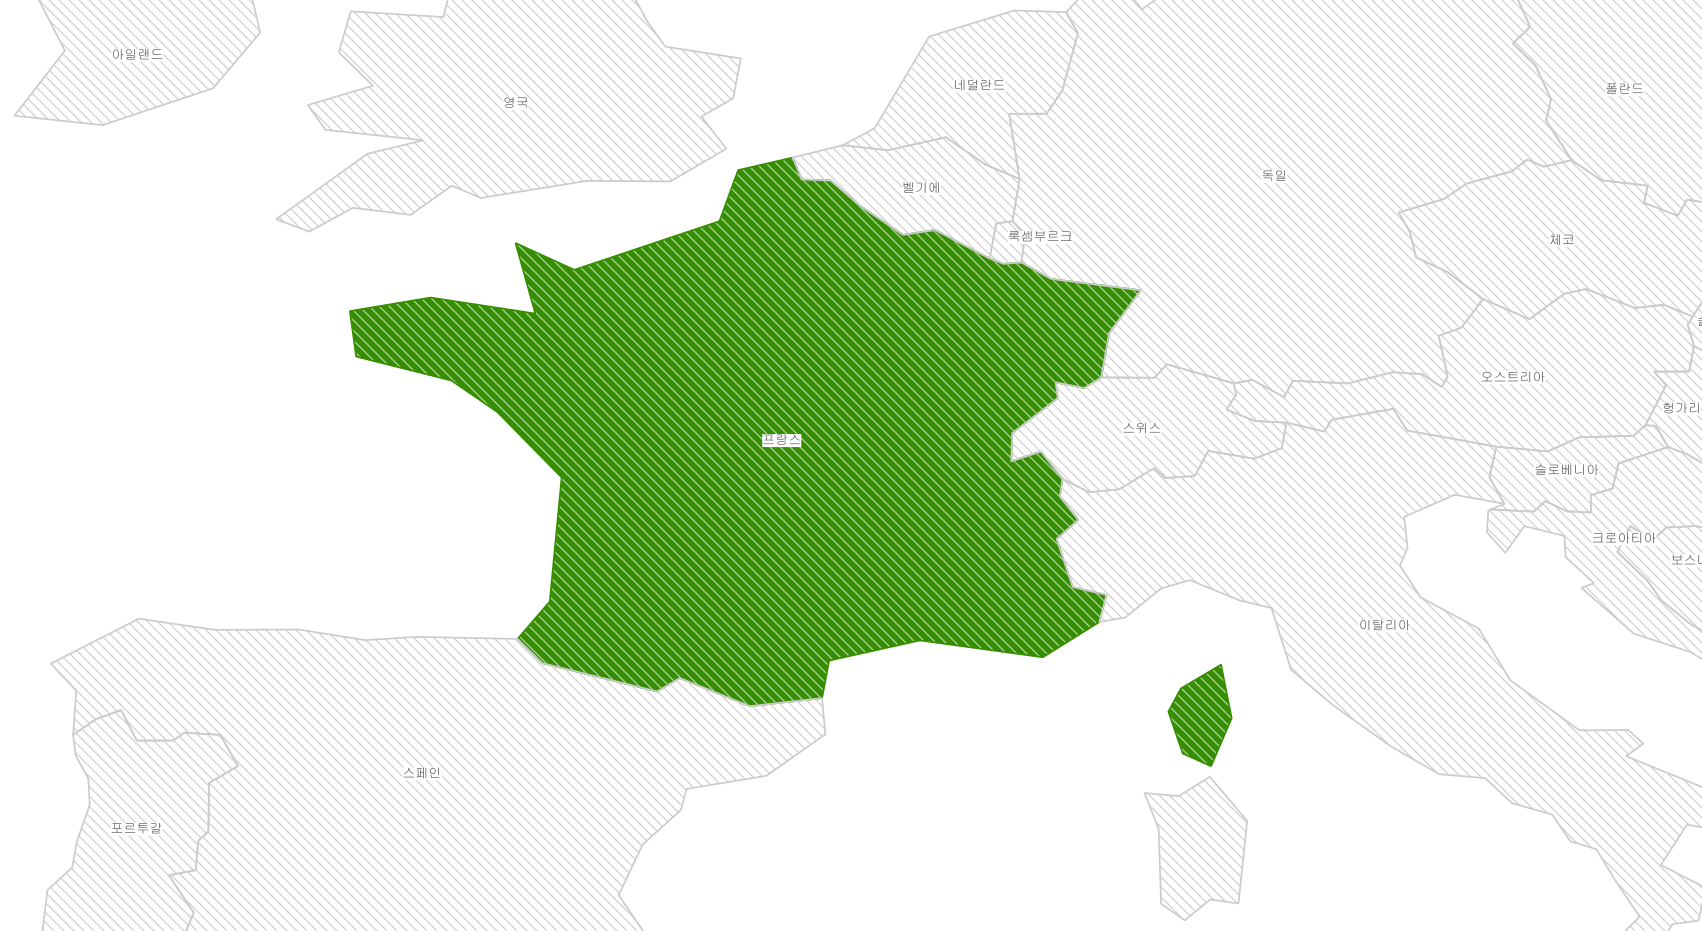 아일랜드
영국
네덜란드
폴란드
벨기에
독일
룩셈부르크
체코
오스트리아
헝가리
스위스
프랑스
슬로베니아
크로아티아
보스니
이탈리아
스페인
포르투갈